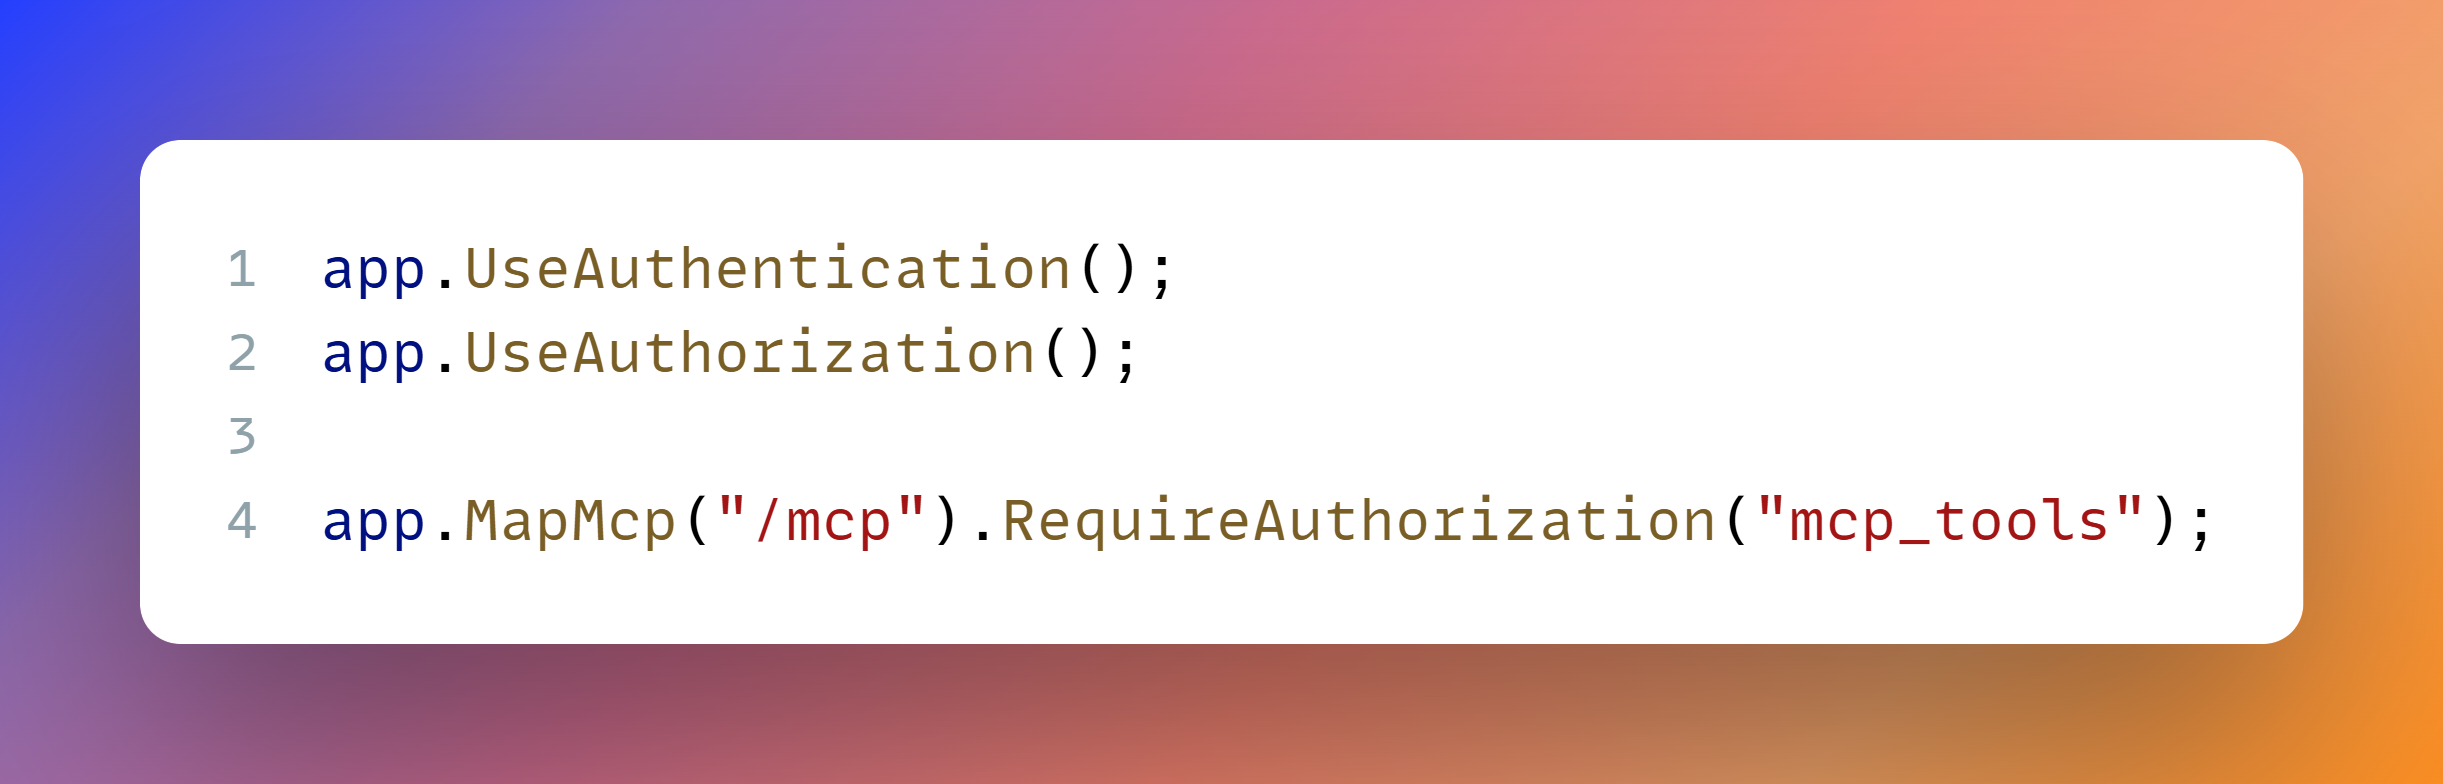 1 app.UseAuthentication();
2 app.UseAuthorization();
3
4 app.MapMcp("/mcp").RequireAuthorization("mcp_tools");